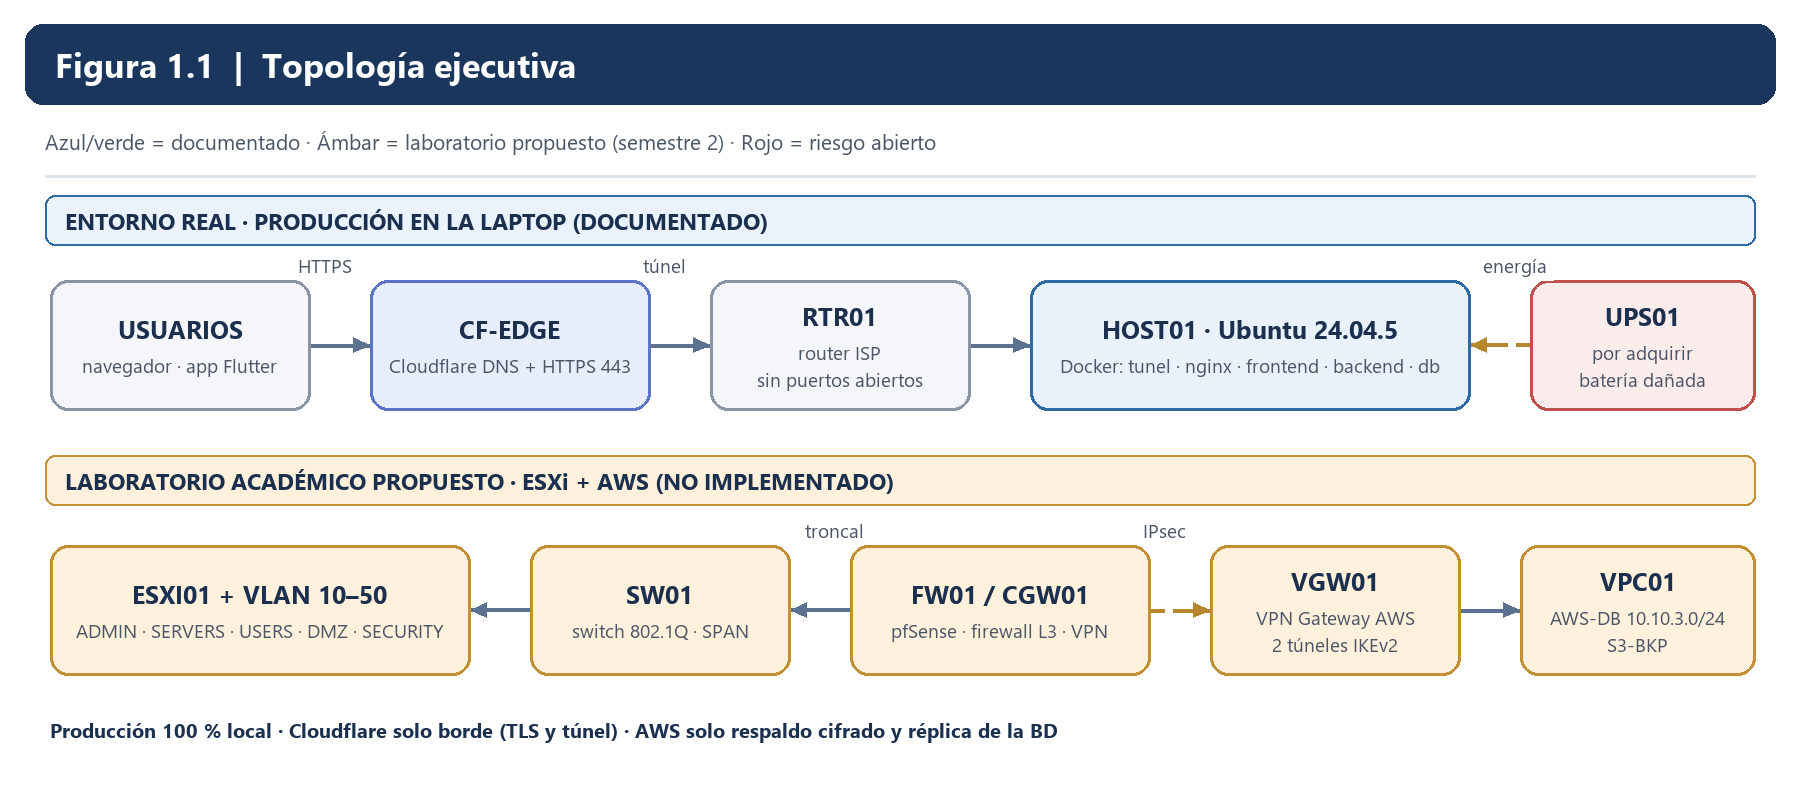 Figura 1.1 | Topología ejecutiva
Azul/verde = documentado · Ámbar = laboratorio propuesto (semestre 2) · Rojo = riesgo abierto
ENTORNO REAL · PRODUCCIÓN EN LA LAPTOP (DOCUMENTADO)
HTTPS
túnel
energía
USUARIOS
navegador · app Flutter
CF-EDGE
Cloudflare DNS + HTTPS 443
RTR01
router ISP
sin puertos abiertos
HOST01 · Ubuntu 24.04.5
Docker: tunel · nginx · frontend · backend · db
UPS01
por adquirir
batería dañada
LABORATORIO ACADÉMICO PROPUESTO · ESXi + AWS (NO IMPLEMENTADO)
troncal
IPsec
ESXI01 + VLAN 10–50
ADMIN · SERVERS · USERS · DMZ · SECURITY
SW01
switch 802.1Q · SPAN
FW01 / CGW01
pfSense · firewall L3 · VPN
VGW01
VPN Gateway AWS
2 túneles IKEv2
VPC01
AWS-DB 10.10.3.0/24
S3-BKP
Producción 100 % local · Cloudflare solo borde (TLS y túnel) · AWS solo respaldo cifrado y réplica de la BD